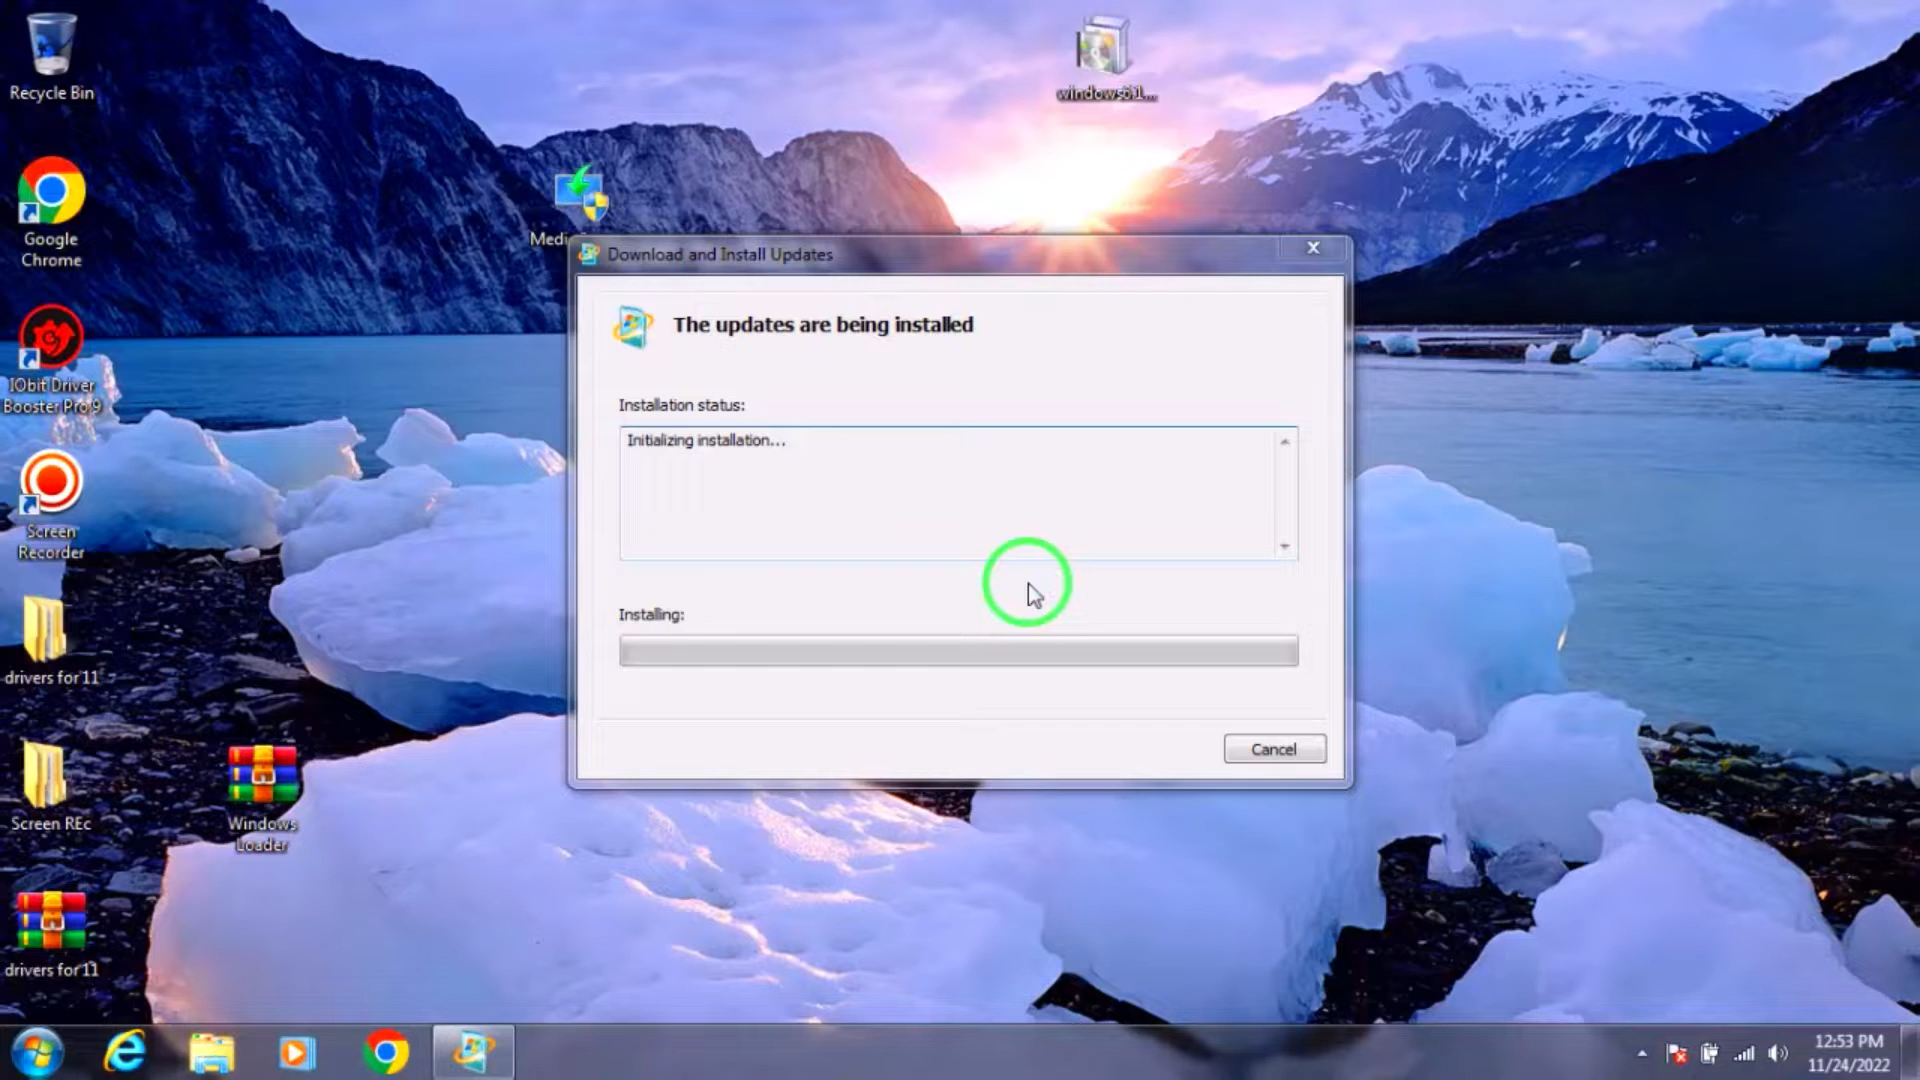 Recycle Bin
windows6.1...
Google
Chrome
Medi
Download and Install Updates
The updates are being installed
IObit Driver
Booster Pro 9
Installation status:
Initializing installation...
Screen
Recorder
Installing:
drivers for 11
Cancel
Screen REc
Windows
Loader
drivers for 11
12:53 PM
11/24/2022